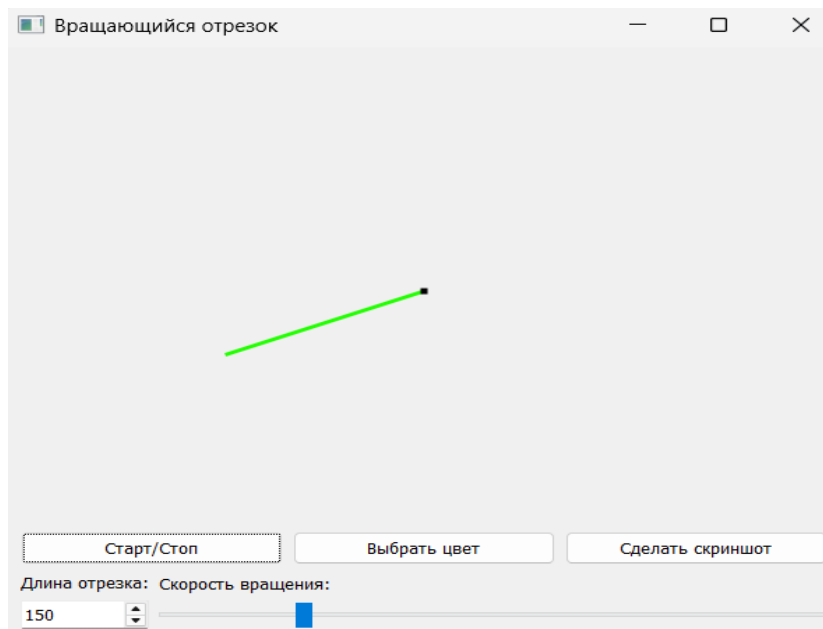 Вращающийся отрезок
Старт/Стоп Выбрать цвет Сделать скриншот
Длина отрезка: Скорость вращения:
150